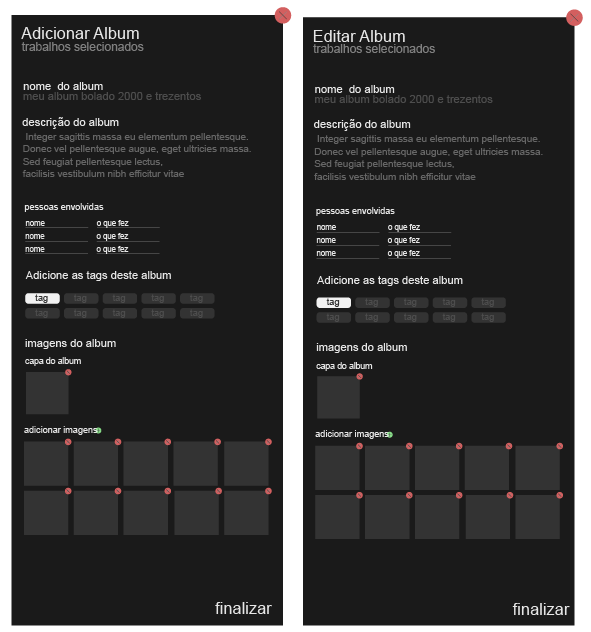 Adicionar Album
trabalhos selecionados
nome do album
meu album bolado 2000 e trezentos
descrição do album
Integer sagittis massa eu elementum pellentesque.
Donec vel pellentesque augue, eget ultricies massa.
Sed feugiat pellentesque lectus,
facilisis vestibulum nibh efficitur vitae
pessoas envolvidas
nome o que fez
nome o que fez
nome o que fez
Adicione as tags deste album
tag tag tag tag tag
tag tag tag tag tag
imagens do album
capa do album
adicionar imagens
finalizar
Editar Album
trabalhos selecionados
nome do album
meu album bolado 2000 e trezentos
descrição do album
Integer sagittis massa eu elementum pellentesque.
Donec vel pellentesque augue, eget ultricies massa.
Sed feugiat pellentesque lectus,
facilisis vestibulum nibh efficitur vitae
pessoas envolvidas
nome o que fez
nome o que fez
nome o que fez
Adicione as tags deste album
tag tag tag tag tag
tag tag tag tag tag
imagens do album
capa do album
adicionar imagens
finalizar